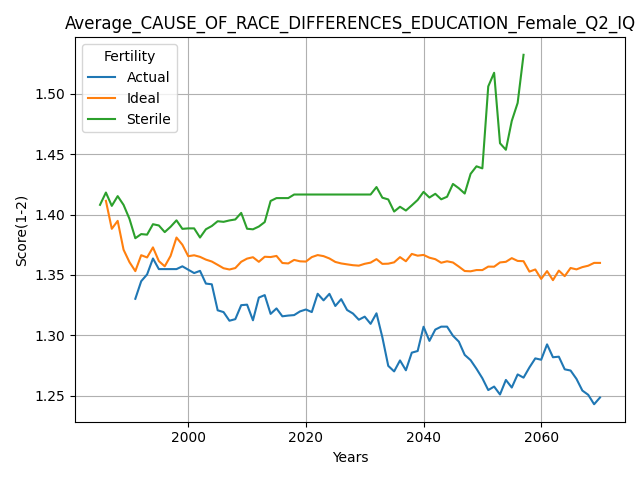 Average_CAUSE_OF_RACE_DIFFERENCES_EDUCATION_Female_Q2_IQ
Fertility
Actual
Ideal
Sterile
1.50
1.45
1.40
1.35
1.30
1.25
Score(1-2)
2000
2020
2040
2060
Years